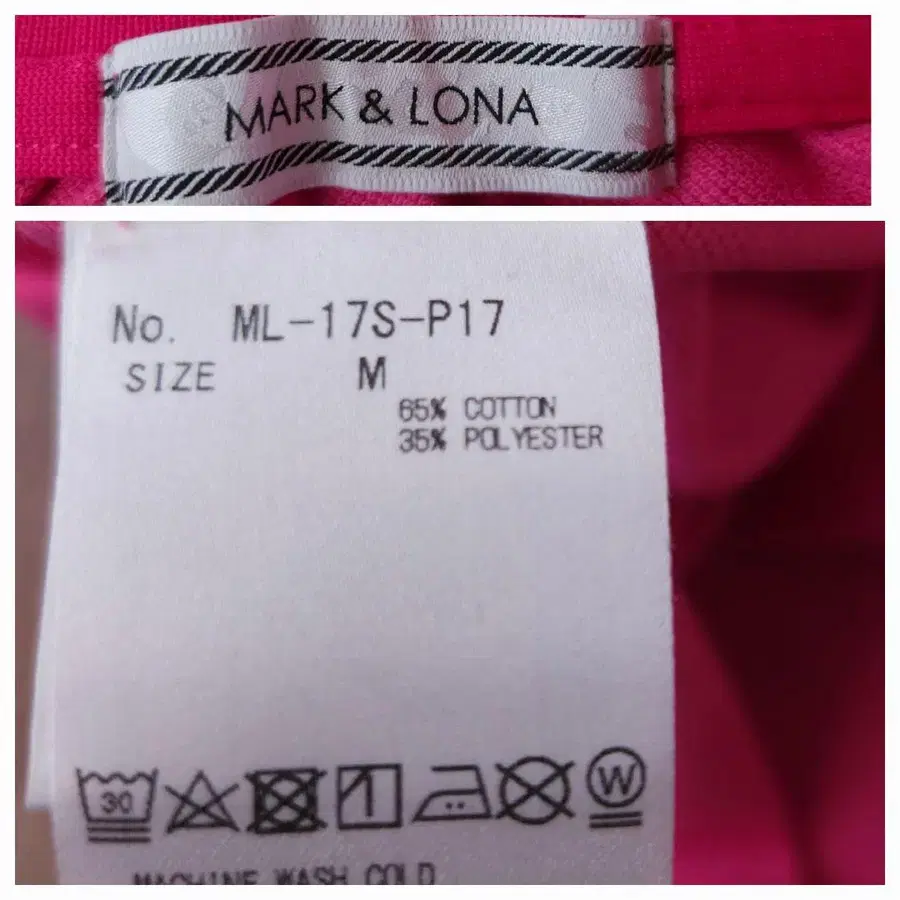 MARK & LONA
No. ML-17S-P17
SIZE M
65% COTTON
35% POLYESTER
30
W
MACHINE WASH COLD